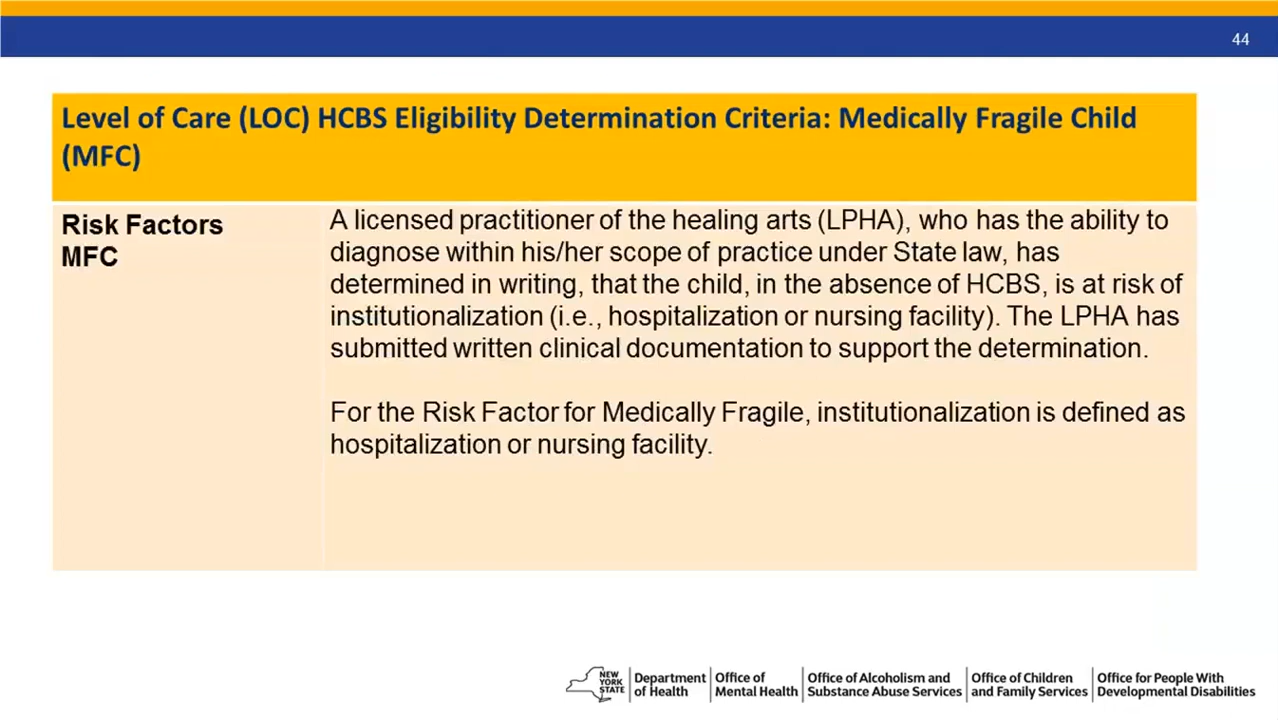 44
Level of Care (LOC) HCBS Eligibility Determination Criteria: Medically Fragile Child
(MFC)
Risk Factors
MFC
A licensed practitioner of the healing arts (LPHA), who has the ability to
diagnose within his/her scope of practice under State law, has
determined in writing, that the child, in the absence of HCBS, is at risk of
institutionalization (i.e., hospitalization or nursing facility). The LPHA has
submitted written clinical documentation to support the determination.
For the Risk Factor for Medically Fragile, institutionalization is defined as
hospitalization or nursing facility.
NEW
YORK
STATE
Department
of Health
Office of
Mental Health
Office of Alcoholism and
Substance Abuse Services
Office of Children
and Family Services
Office for People With
Developmental Disabilities